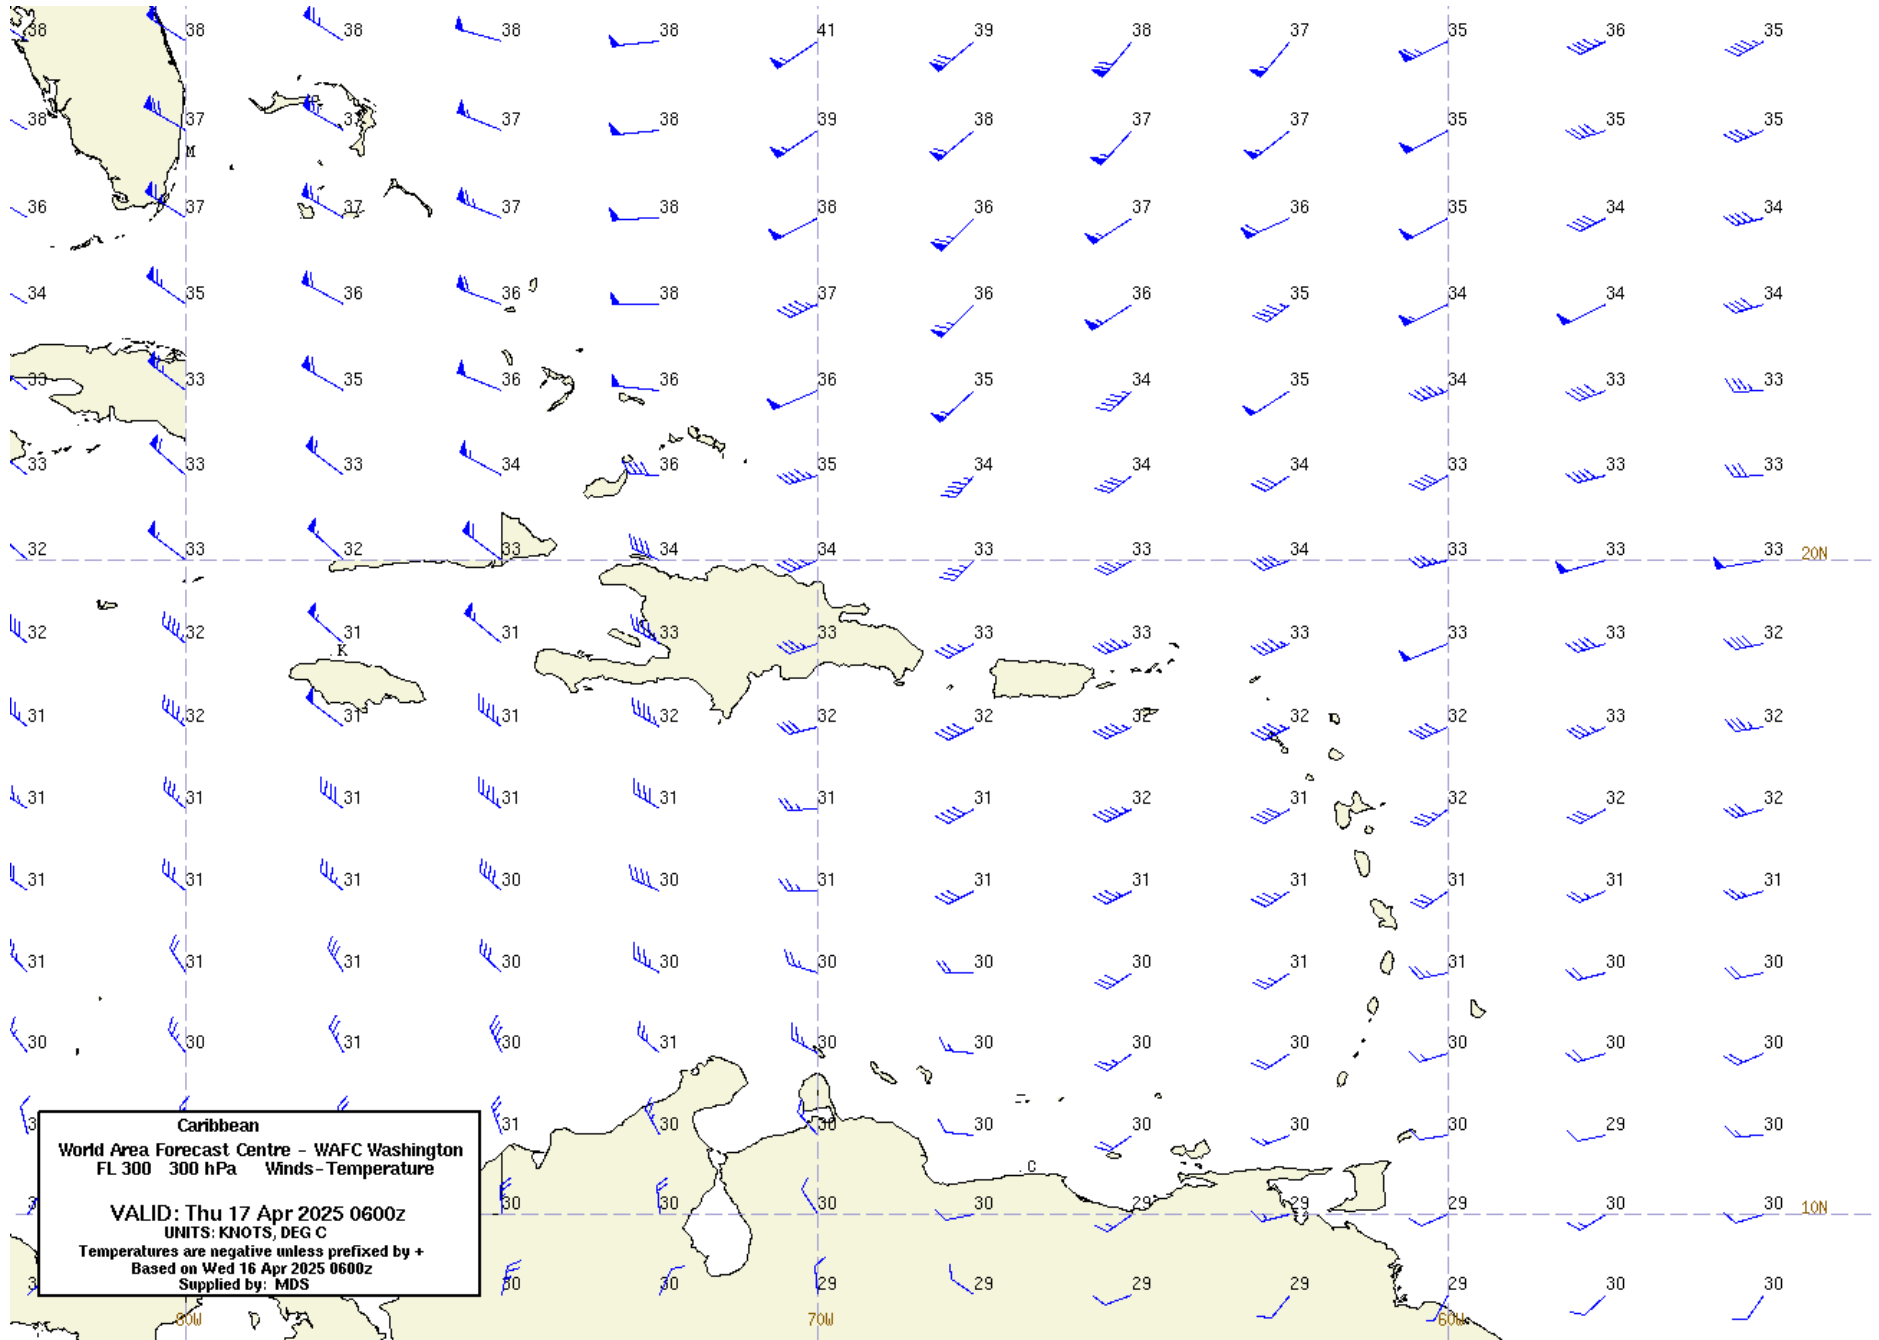 38 38 38 38 38 41 39 38 37 35 36 35
38 37 37 37 38 39 38 37 37 35 35 35
M
36 37 37 37 38 38 36 37 36 35 34 34
34 35 36 36 38 37 36 36 35 34 34 34
33 33 35 36 36 36 35 34 35 34 33 33
33 33 33 34 36 35 34 34 34 33 33 33
32 33 32 33 34 34 33 33 34 33 33 33 20N
32 32 31 31 33 33 33 33 33 33 33 32
K
31 32 31 31 32 32 32 32 32 32 33 32
31 31 31 31 31 31 31 32 31 32 32 32
31 31 31 30 30 31 31 31 31 31 31
31 31 31 30 30 30 30 30 31 31 30 30
30 30 31 30 31 30 30 30 30 30 30 30
31 30 30 30 30 30 30 29 30
C
30 30 30 30 29 29 29 30 30 10N
30 30 29 29 29 29 29 30 30
Caribbean
World Area Forecast Centre - WAFC Washington
FL 300 300 hPa Winds-Temperature
VALID: Thu 17 Apr 2025 0600z
UNITS: KNOTS, DEG C
Temperatures are negative unless prefixed by +
Based on Wed 16 Apr 2025 0600z
Supplied by: MDS
80W 70W 60W